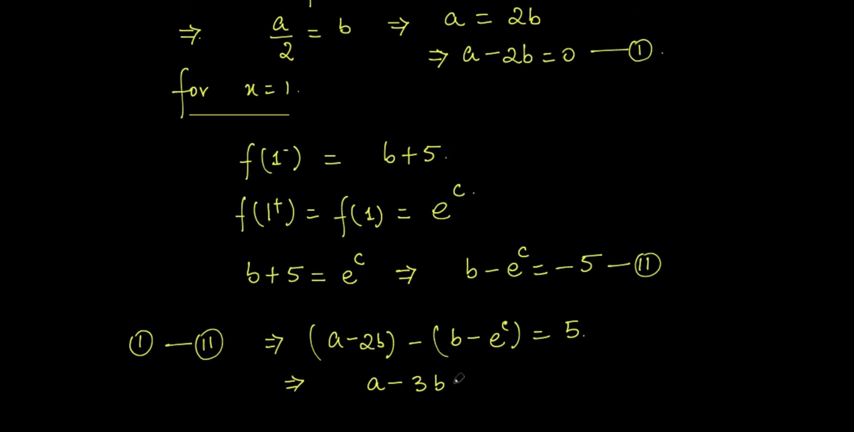 ⇒ a/2 = b ⇒ a = 2b
⇒ a - 2b = 0 — ①
for x = 1.
f(1⁻) = b + 5.
f(1⁺) = f(1) = e^c.
b + 5 = e^c ⇒ b - e^c = -5 — ⑪
① — ⑪ ⇒ (a - 2b) - (b - e^c) = 5.
⇒ a - 3b